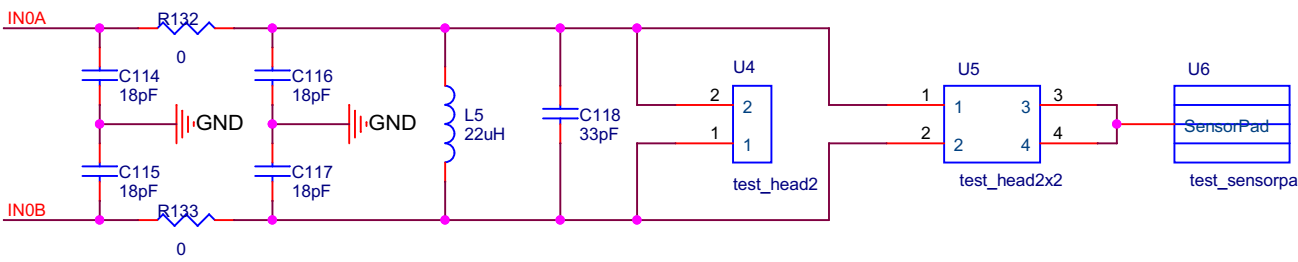 IN0A
R132
0
C114
18pF
C116
18pF
GND
GND
L5
22uH
C118
33pF
C115
18pF
C117
18pF
IN0B
R133
0
U4
2
2
1
1
test_head2
U5
1
1
3
3
2
2
4
4
test_head2x2
U6
SensorPad
test_sensorpa